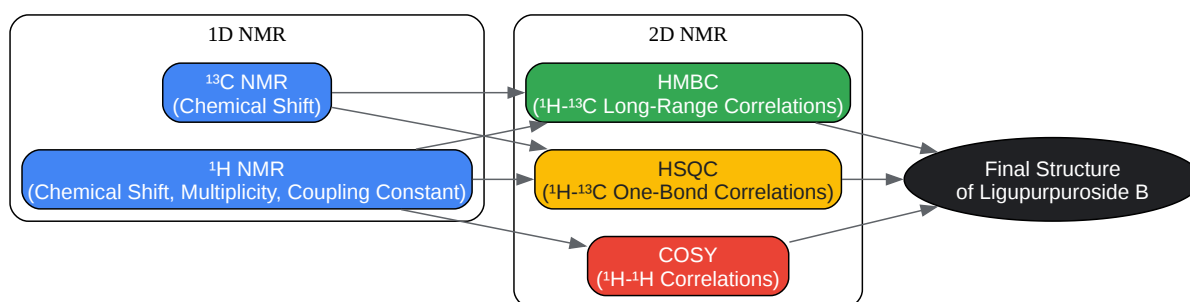 1D NMR
¹³C NMR
(Chemical Shift)
¹H NMR
(Chemical Shift, Multiplicity, Coupling Constant)
2D NMR
HMBC
(¹H-¹³C Long-Range Correlations)
HSQC
(¹H-¹³C One-Bond Correlations)
COSY
(¹H-¹H Correlations)
Final Structure
of Ligupurpuroside B